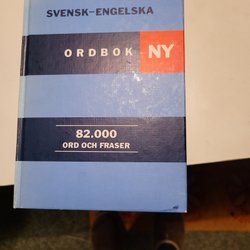 SVENSK–ENGELSKA
ORDBOK NY
82.000
ORD OCH FRASER